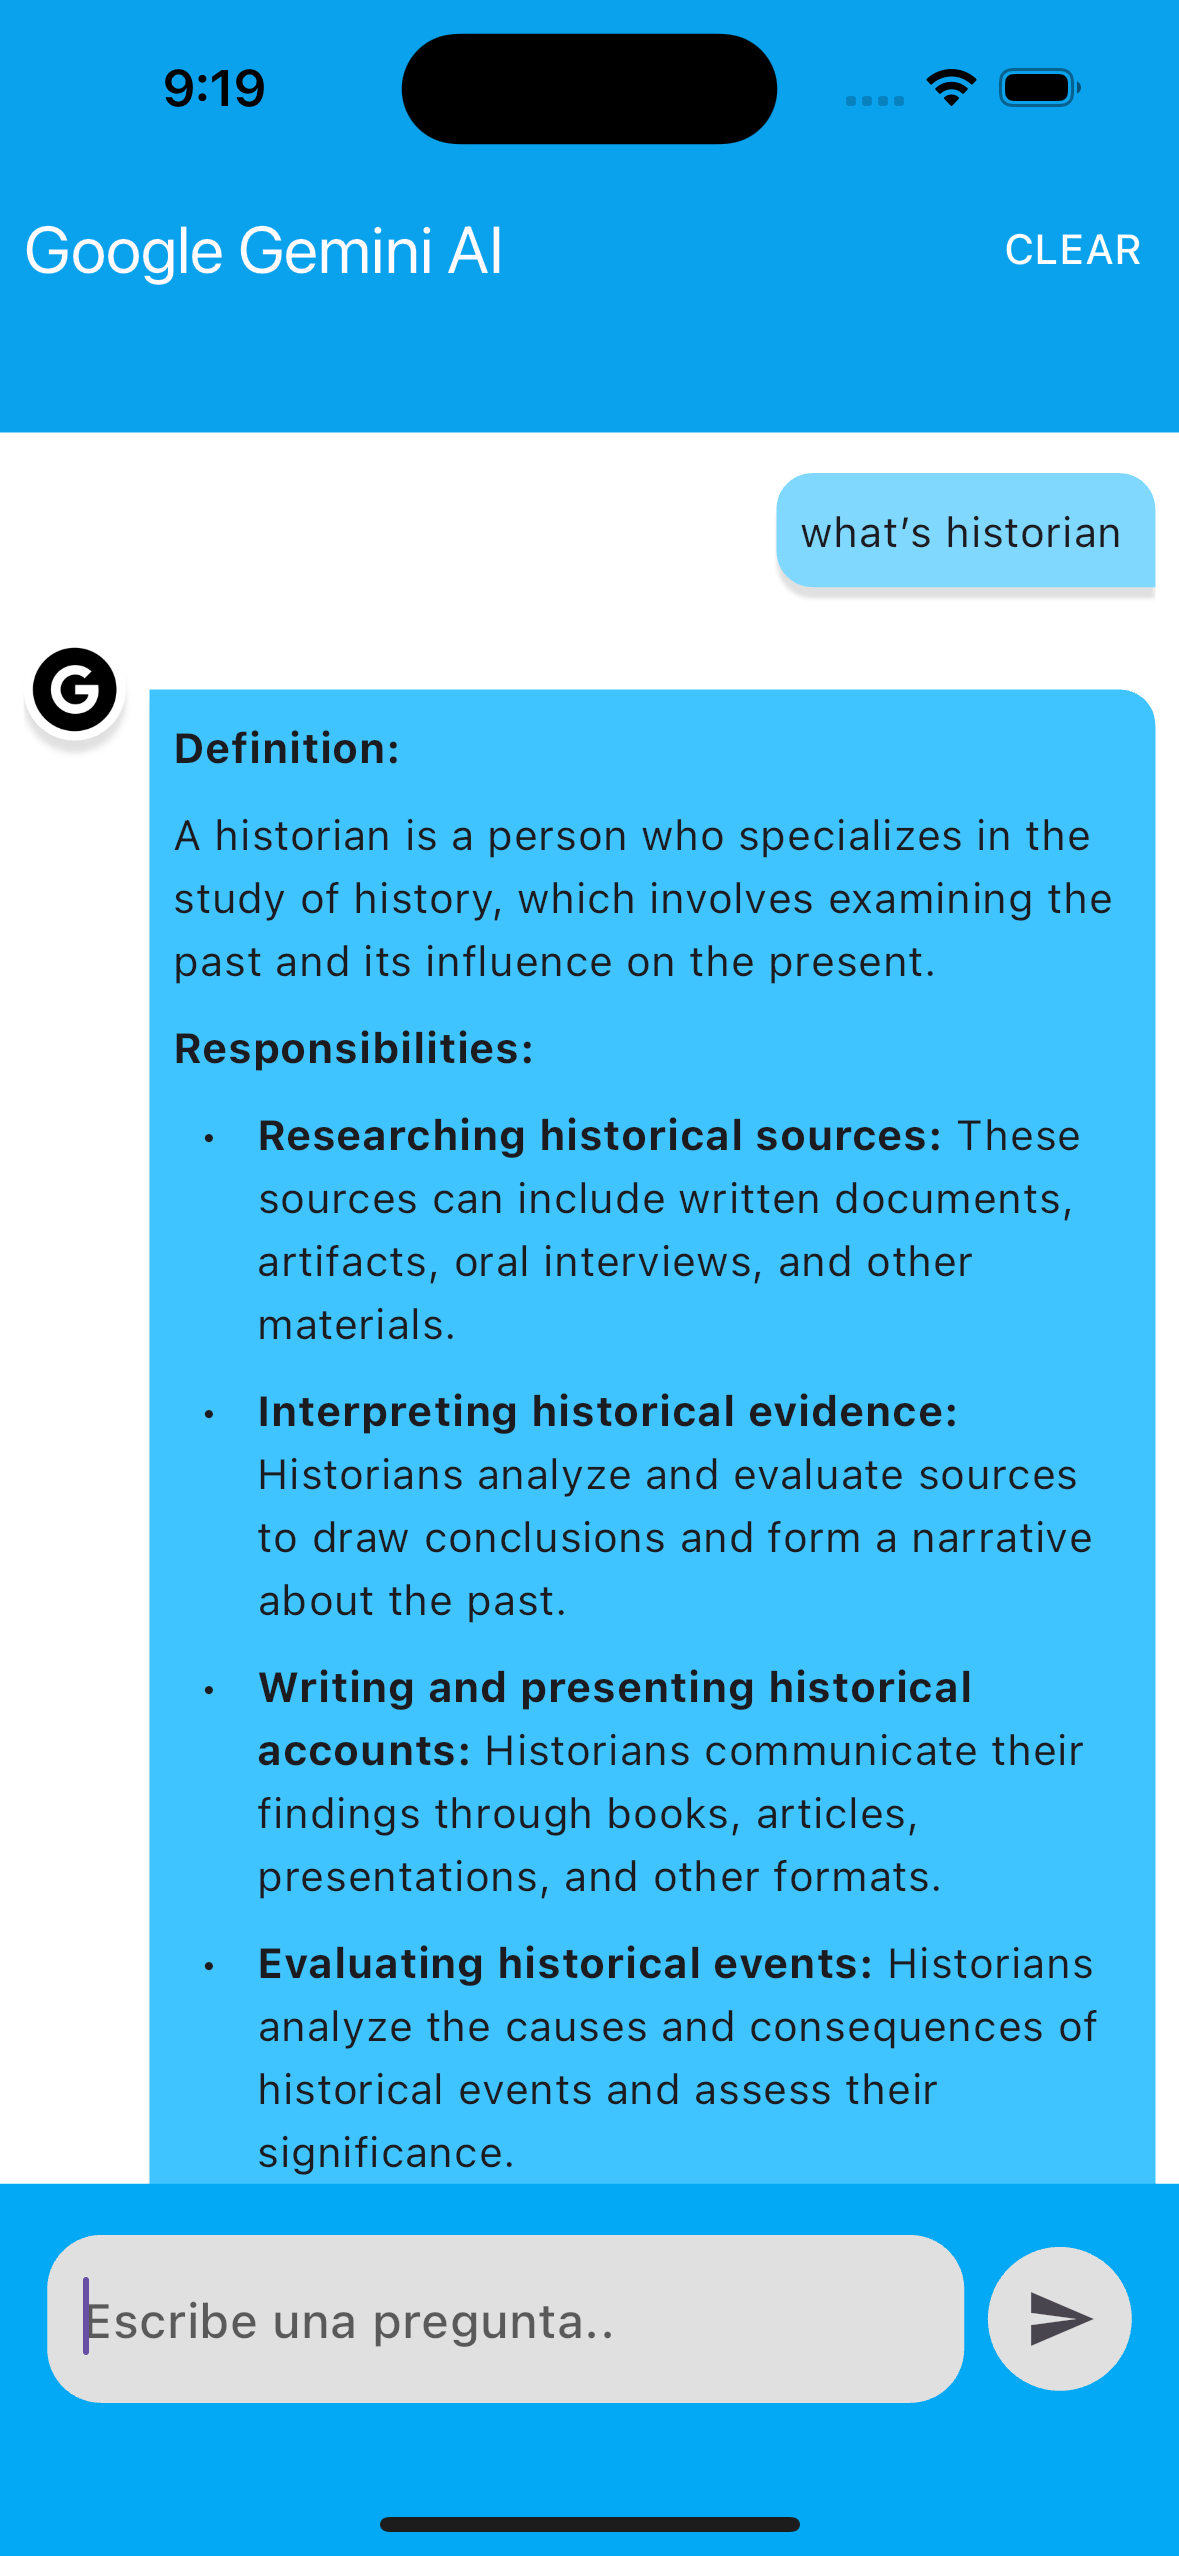 9:19
Google Gemini AI
CLEAR
what’s historian
G
Definition:
A historian is a person who specializes in the
study of history, which involves examining the
past and its influence on the present.
Responsibilities:
• Researching historical sources: These
sources can include written documents,
artifacts, oral interviews, and other
materials.
• Interpreting historical evidence:
Historians analyze and evaluate sources
to draw conclusions and form a narrative
about the past.
• Writing and presenting historical
accounts: Historians communicate their
findings through books, articles,
presentations, and other formats.
• Evaluating historical events: Historians
analyze the causes and consequences of
historical events and assess their
significance.
Escribe una pregunta..